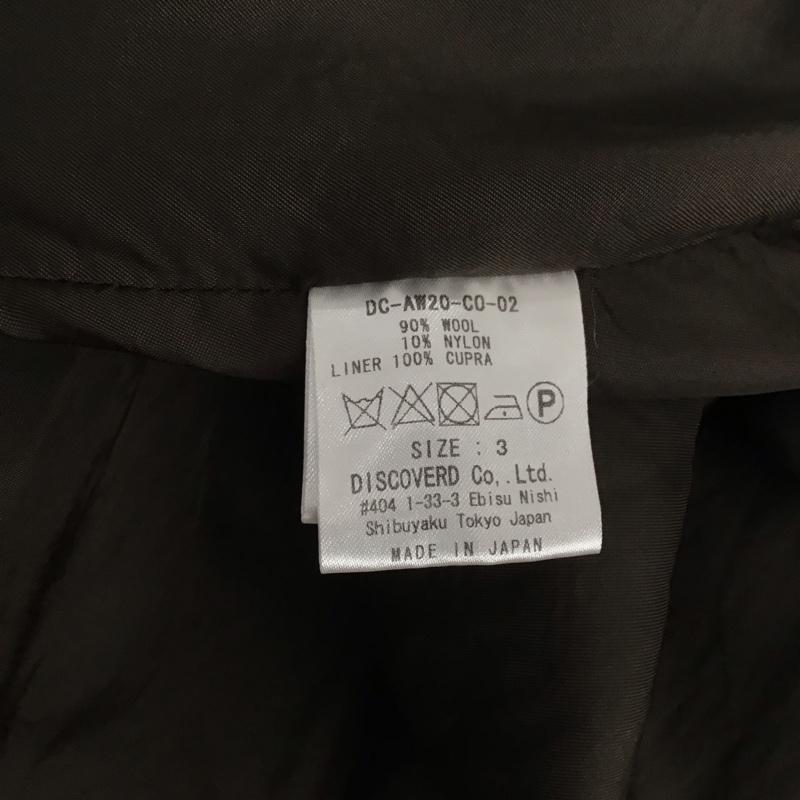 DC-AW20-CO-02
90% WOOL
10% NYLON
LINER 100% CUPRA
P
SIZE : 3
DISCOVERD Co,.Ltd.
#404 1-33-3 Ebisu Nishi
Shibuyaku Tokyo Japan
MADE IN JAPAN